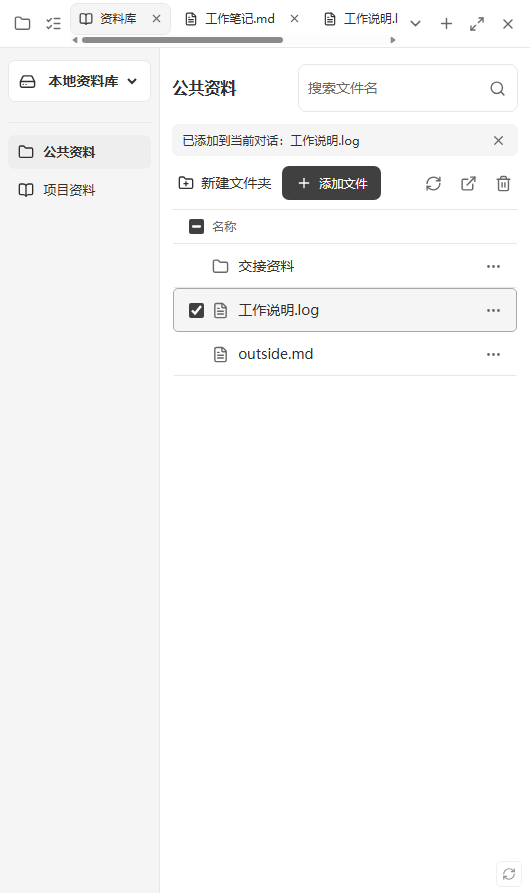 资料库
工作笔记.md
工作说明.l
本地资料库
公共资料
项目资料
公共资料
搜索文件名
已添加到当前对话：工作说明.log
新建文件夹
添加文件
名称
交接资料
工作说明.log
outside.md